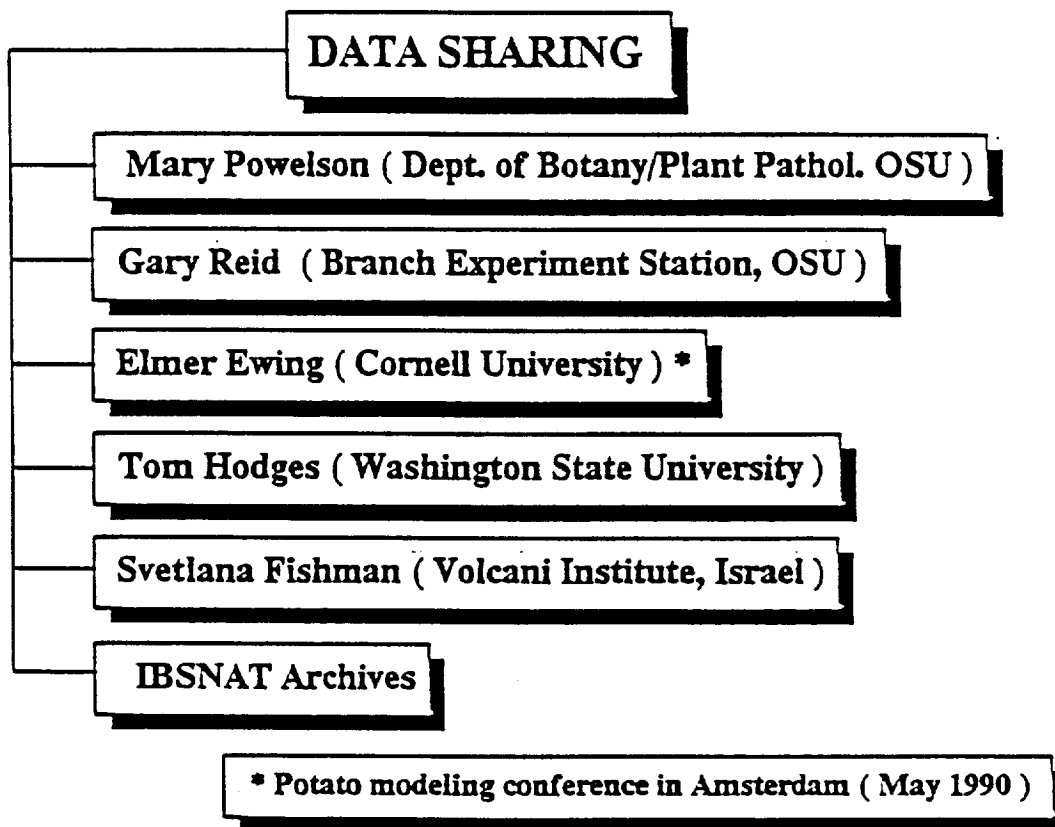 DATA SHARING
Mary Powelson ( Dept. of Botany/Plant Pathol. OSU )
Gary Reid ( Branch Experiment Station, OSU )
Elmer Ewing ( Cornell University ) *
Tom Hodges ( Washington State University )
Svetlana Fishman ( Volcani Institute, Israel )
IBSNAT Archives
* Potato modeling conference in Amsterdam ( May 1990 )